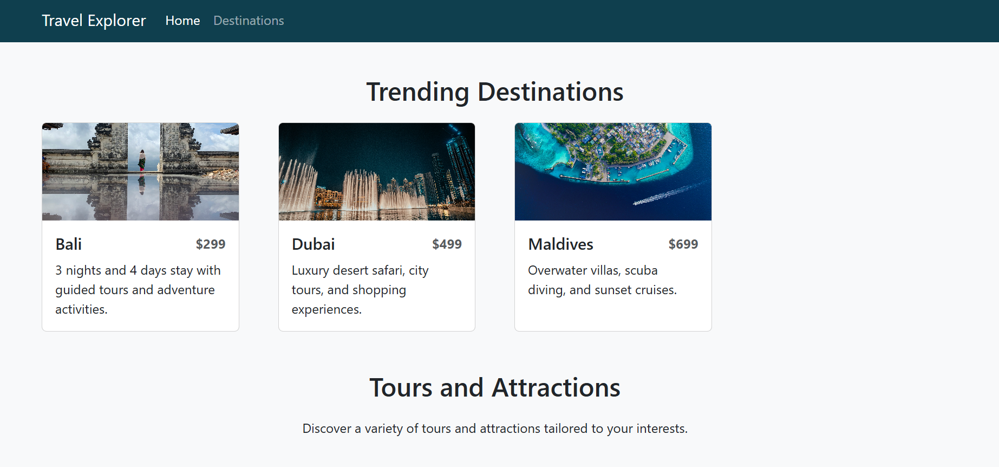 Travel Explorer Home Destinations
Trending Destinations
Bali $299
3 nights and 4 days stay with
guided tours and adventure
activities.
Dubai $499
Luxury desert safari, city
tours, and shopping
experiences.
Maldives $699
Overwater villas, scuba
diving, and sunset cruises.
Tours and Attractions
Discover a variety of tours and attractions tailored to your interests.